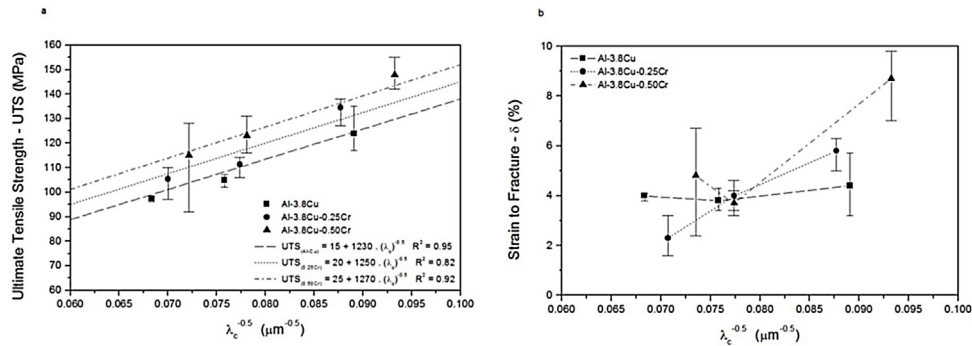 a
Ultimate Tensile Strength - UTS (MPa)
160
150
140
130
120
110
100
90
80
70
60
Al-3.8Cu
Al-3.8Cu-0.25Cr
Al-3.8Cu-0.50Cr
UTS(Al-Cu) = 15 + 1230 . (λc)^-0.5 R² = 0.95
UTS(0.25Cr) = 20 + 1250 . (λc)^-0.5 R² = 0.82
UTS(0.50Cr) = 25 + 1270 . (λc)^-0.5 R² = 0.92
0.060 0.065 0.070 0.075 0.080 0.085 0.090 0.095 0.100
λc^-0.5 (μm^-0.5)
b
Strain to Fracture - δ (%)
10
8
6
4
2
0
Al-3.8Cu
Al-3.8Cu-0.25Cr
Al-3.8Cu-0.50Cr
0.060 0.065 0.070 0.075 0.080 0.085 0.090 0.095 0.100
λc^-0.5 (μm^-0.5)